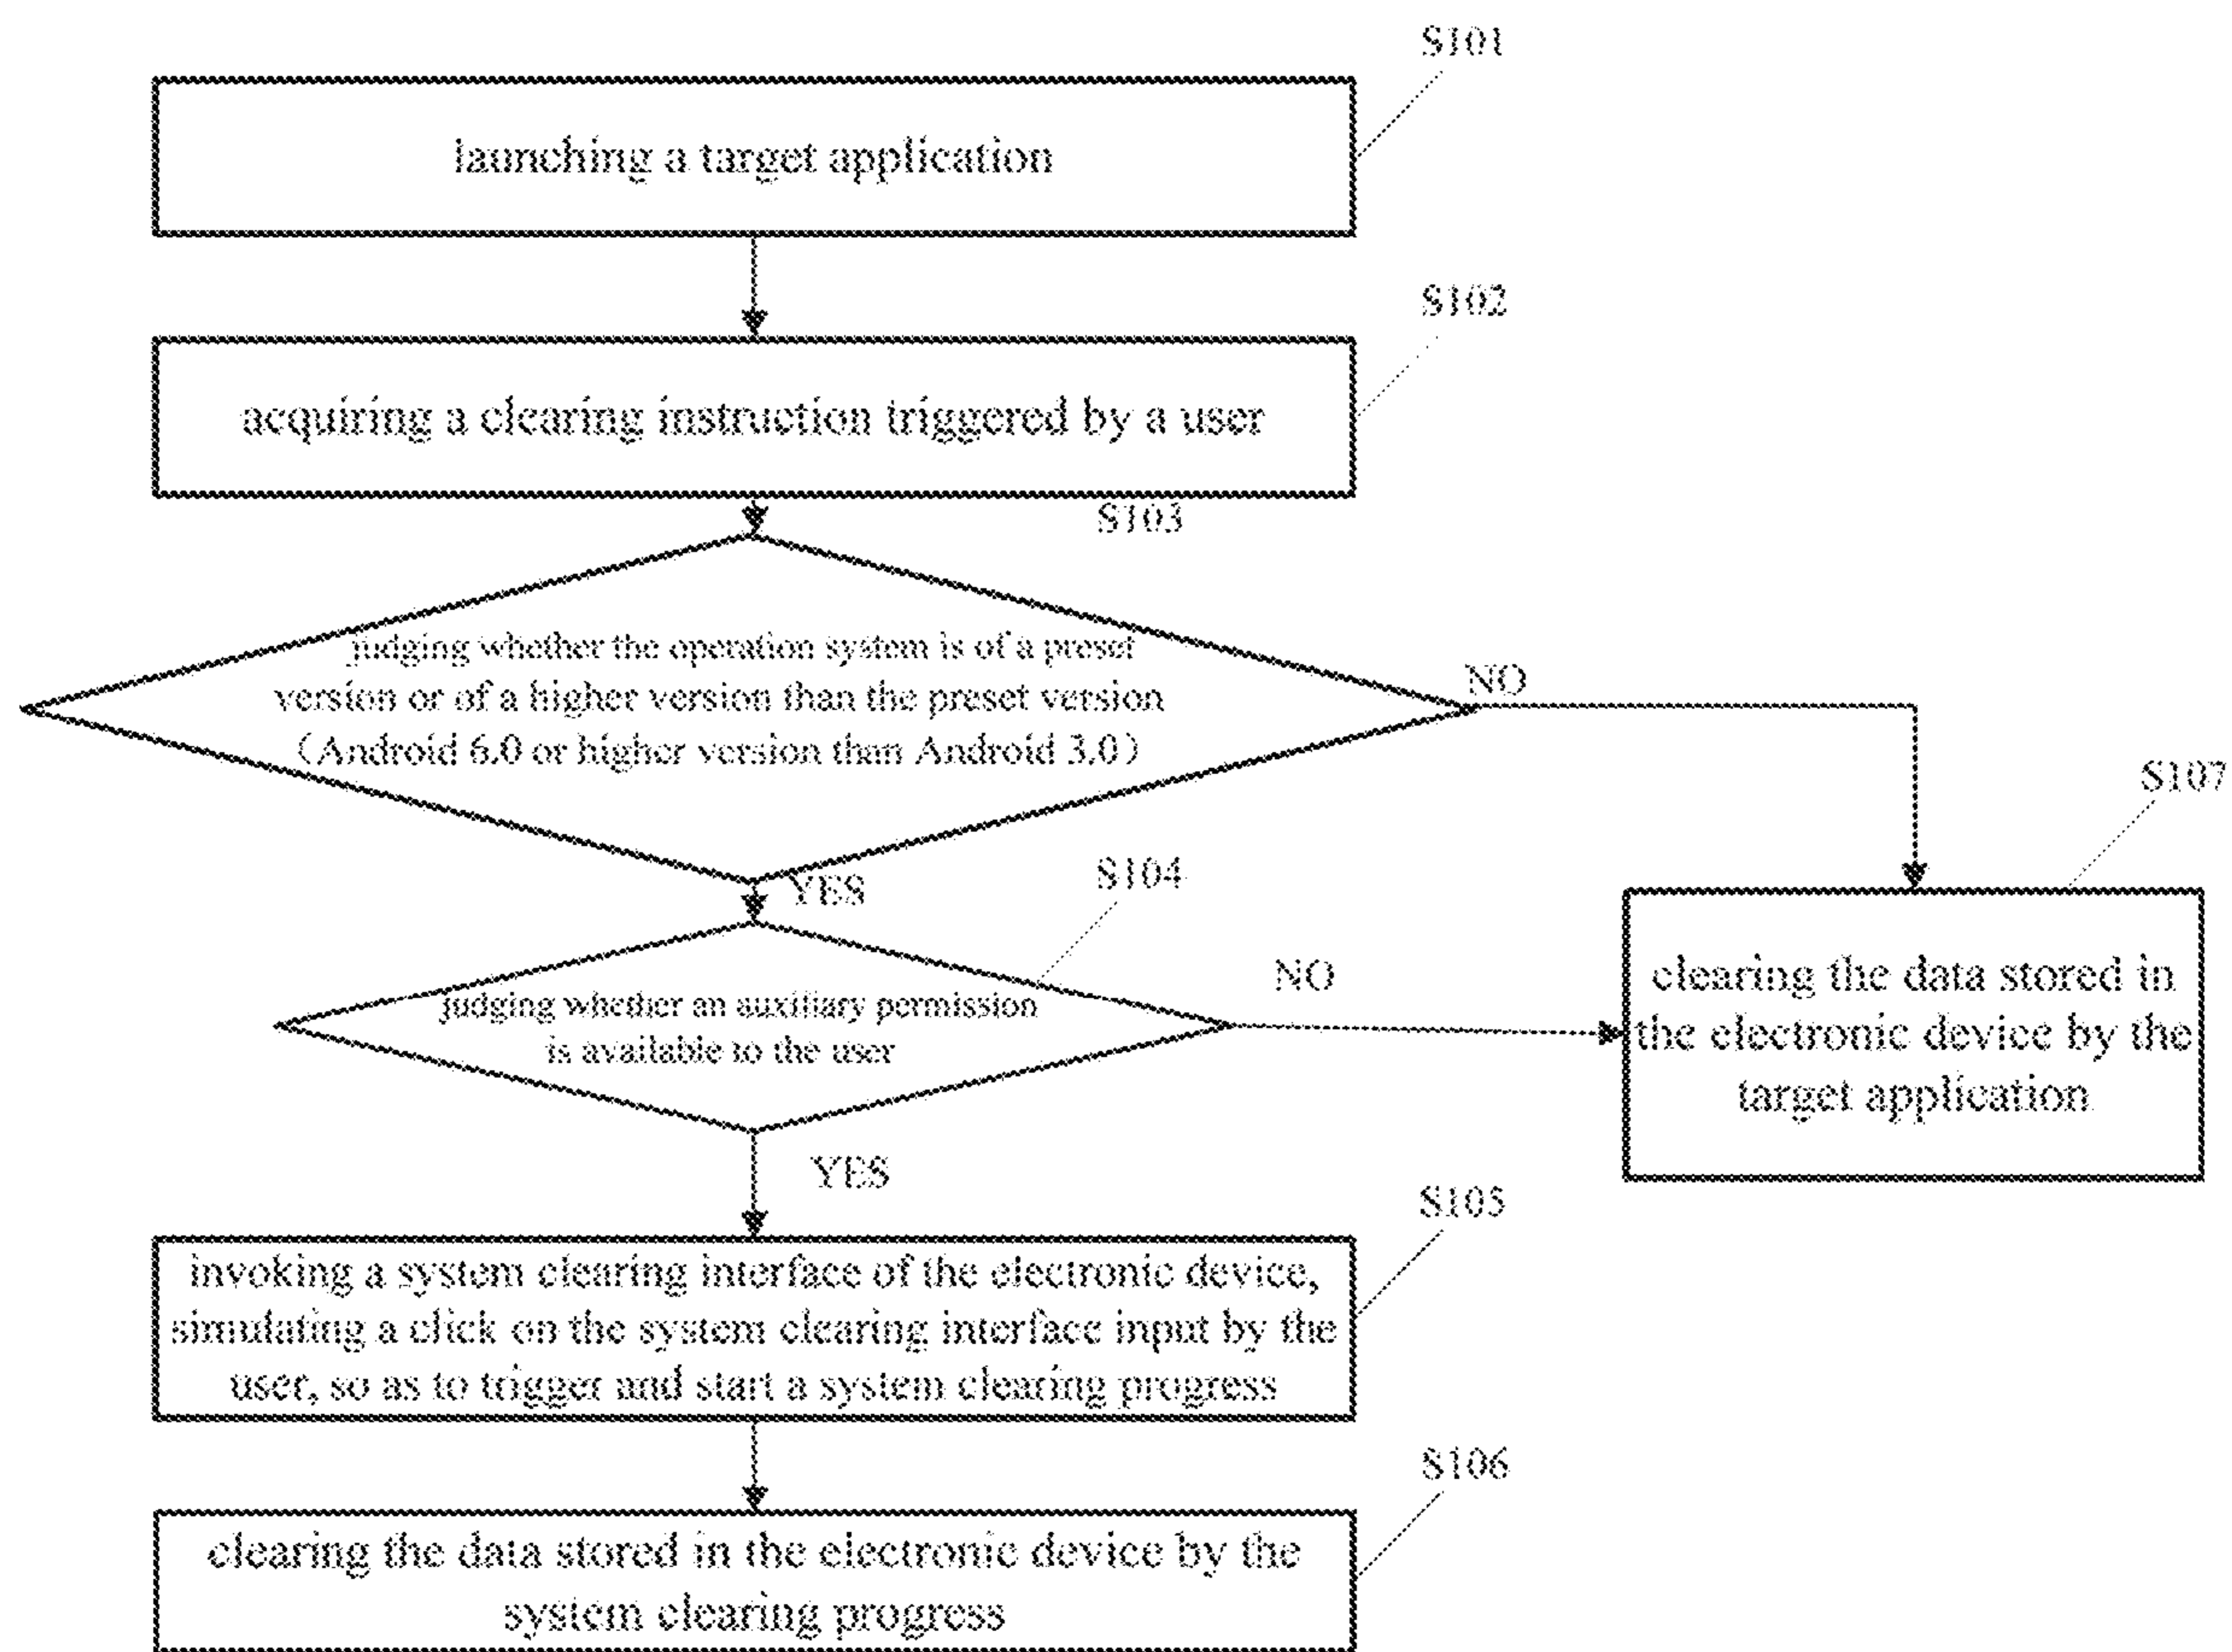 S101
launching a target application
S102
acquiring a clearing instruction triggered by a user
S103
judging whether the operation system is of a preset
version or of a higher version than the preset version
(Android 6.0 or higher version than Android 3.0)
NO
S107
YES
S104
judging whether an auxiliary permission
is available to the user
NO
clearing the data stored in
the electronic device by the
target application
YES
S105
invoking a system clearing interface of the electronic device,
simulating a click on the system clearing interface input by the
user, so as to trigger and start a system clearing progress
S106
clearing the data stored in the electronic device by the
system clearing progress